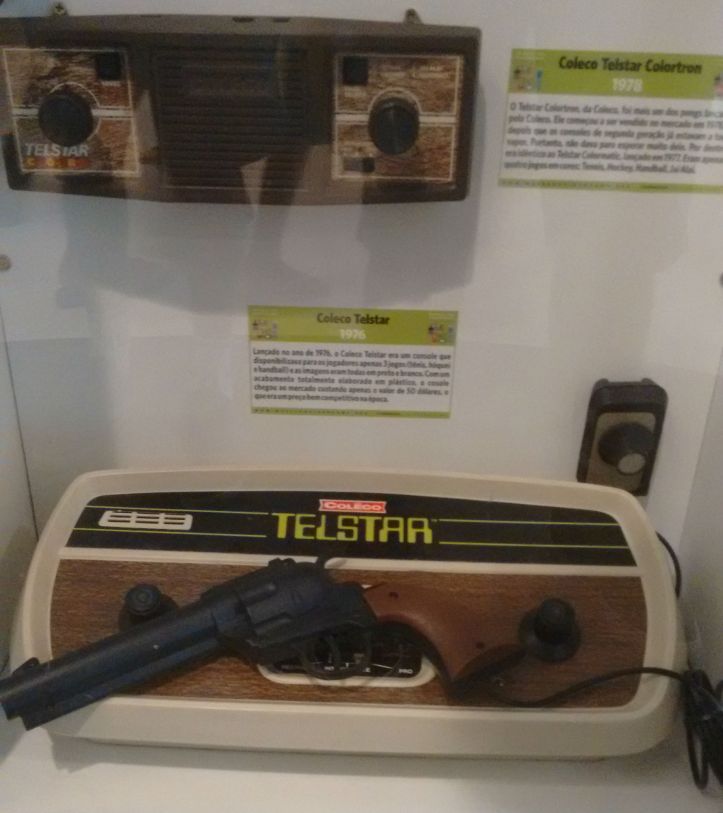 TELSTAR
Coleco Telstar Colortron
1978
O Telstar Colortron, da Coleco, foi mais um dos pongs
pela Coleco. Ele começou a ser vendido no mercado em
depois que os consoles de segunda geração já estavam a
vapor. Portanto, não dava para esperar muito dele. Por
era idêntico ao Telstar Colormatic, lançado em 1977. Eram
quatro jogos em cores: Tennis, Hockey, Handball, Jai Alai.
Coleco Telstar
1976
Lançado no ano de 1976, o Coleco Telstar era um console que
disponibilizava para os jogadores apenas 3 jogos (tênis, hóquei
e handball) e as imagens eram todas em preto e branco. Com um
acabamento totalmente elaborado em plástico, o cosole
chegou ao mercado custando apenas o valor de 50 dólares, o
que era um preço bem competitivo na época.
COLECO
TELSTAR
PRO